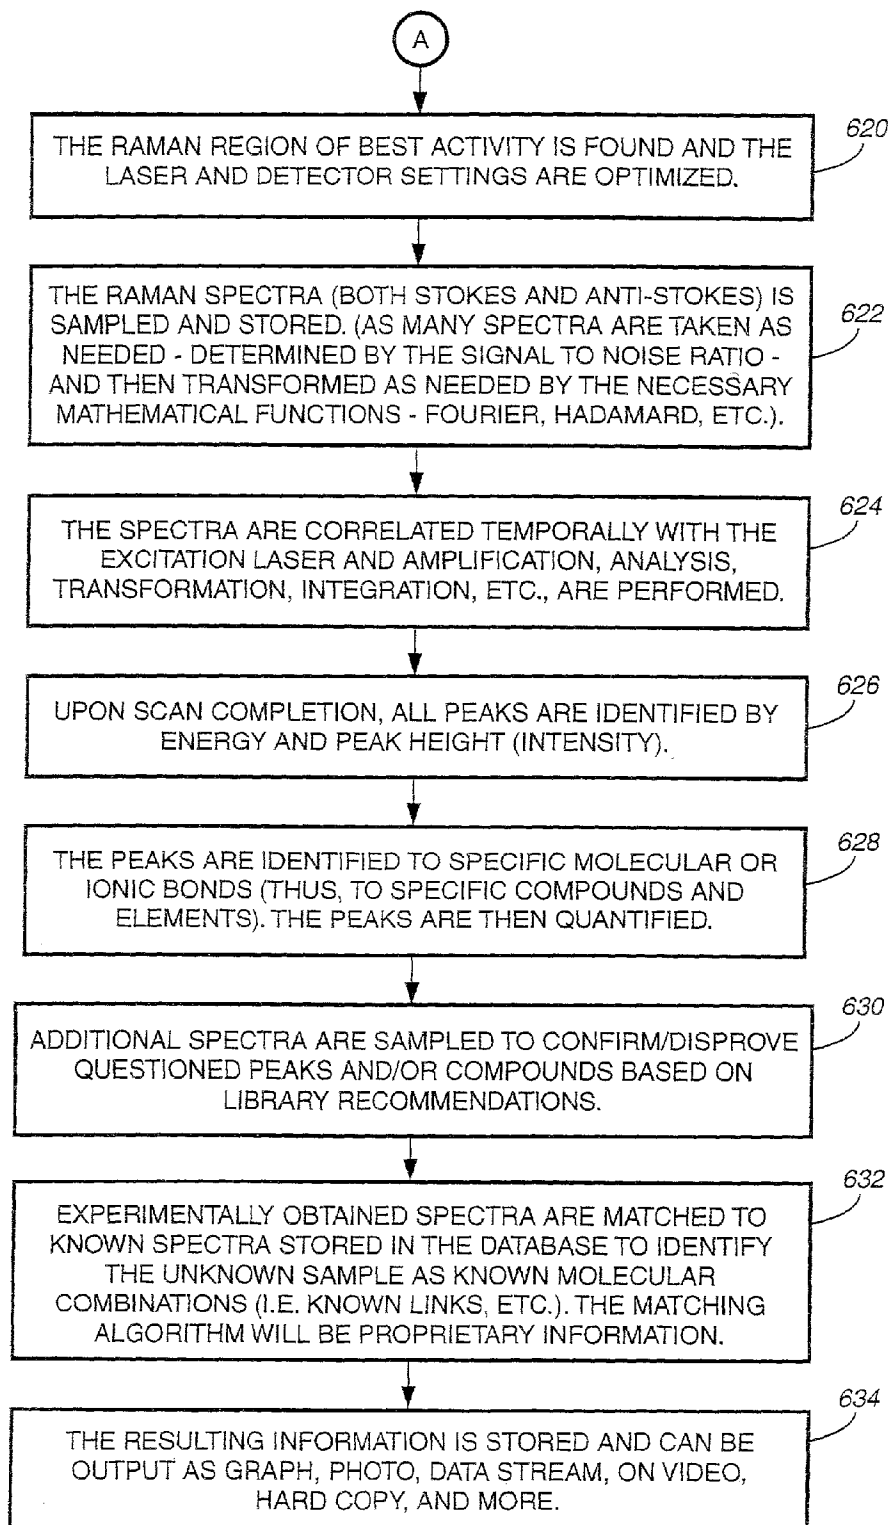 A
THE RAMAN REGION OF BEST ACTIVITY IS FOUND AND THE
LASER AND DETECTOR SETTINGS ARE OPTIMIZED.
620
THE RAMAN SPECTRA (BOTH STOKES AND ANTI-STOKES) IS
SAMPLED AND STORED. (AS MANY SPECTRA ARE TAKEN AS
NEEDED - DETERMINED BY THE SIGNAL TO NOISE RATIO -
AND THEN TRANSFORMED AS NEEDED BY THE NECESSARY
MATHEMATICAL FUNCTIONS - FOURIER, HADAMARD, ETC.).
622
THE SPECTRA ARE CORRELATED TEMPORALLY WITH THE
EXCITATION LASER AND AMPLIFICATION, ANALYSIS,
TRANSFORMATION, INTEGRATION, ETC., ARE PERFORMED.
624
UPON SCAN COMPLETION, ALL PEAKS ARE IDENTIFIED BY
ENERGY AND PEAK HEIGHT (INTENSITY).
626
THE PEAKS ARE IDENTIFIED TO SPECIFIC MOLECULAR OR
IONIC BONDS (THUS, TO SPECIFIC COMPOUNDS AND
ELEMENTS). THE PEAKS ARE THEN QUANTIFIED.
628
ADDITIONAL SPECTRA ARE SAMPLED TO CONFIRM/DISPROVE
QUESTIONED PEAKS AND/OR COMPOUNDS BASED ON
LIBRARY RECOMMENDATIONS.
630
EXPERIMENTALLY OBTAINED SPECTRA ARE MATCHED TO
KNOWN SPECTRA STORED IN THE DATABASE TO IDENTIFY
THE UNKNOWN SAMPLE AS KNOWN MOLECULAR
COMBINATIONS (I.E. KNOWN LINKS, ETC.). THE MATCHING
ALGORITHM WILL BE PROPRIETARY INFORMATION.
632
THE RESULTING INFORMATION IS STORED AND CAN BE
OUTPUT AS GRAPH, PHOTO, DATA STREAM, ON VIDEO,
HARD COPY, AND MORE.
634